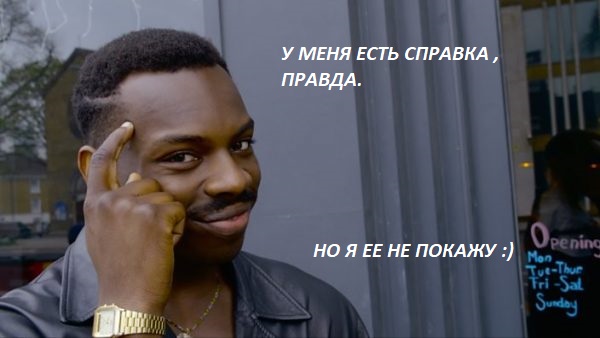 У МЕНЯ ЕСТЬ СПРАВКА ,
ПРАВДА.
НО Я ЕЕ НЕ ПОКАЖУ :)
Opening
Mon
Tue-Thur
Fri -Sat
Sunday